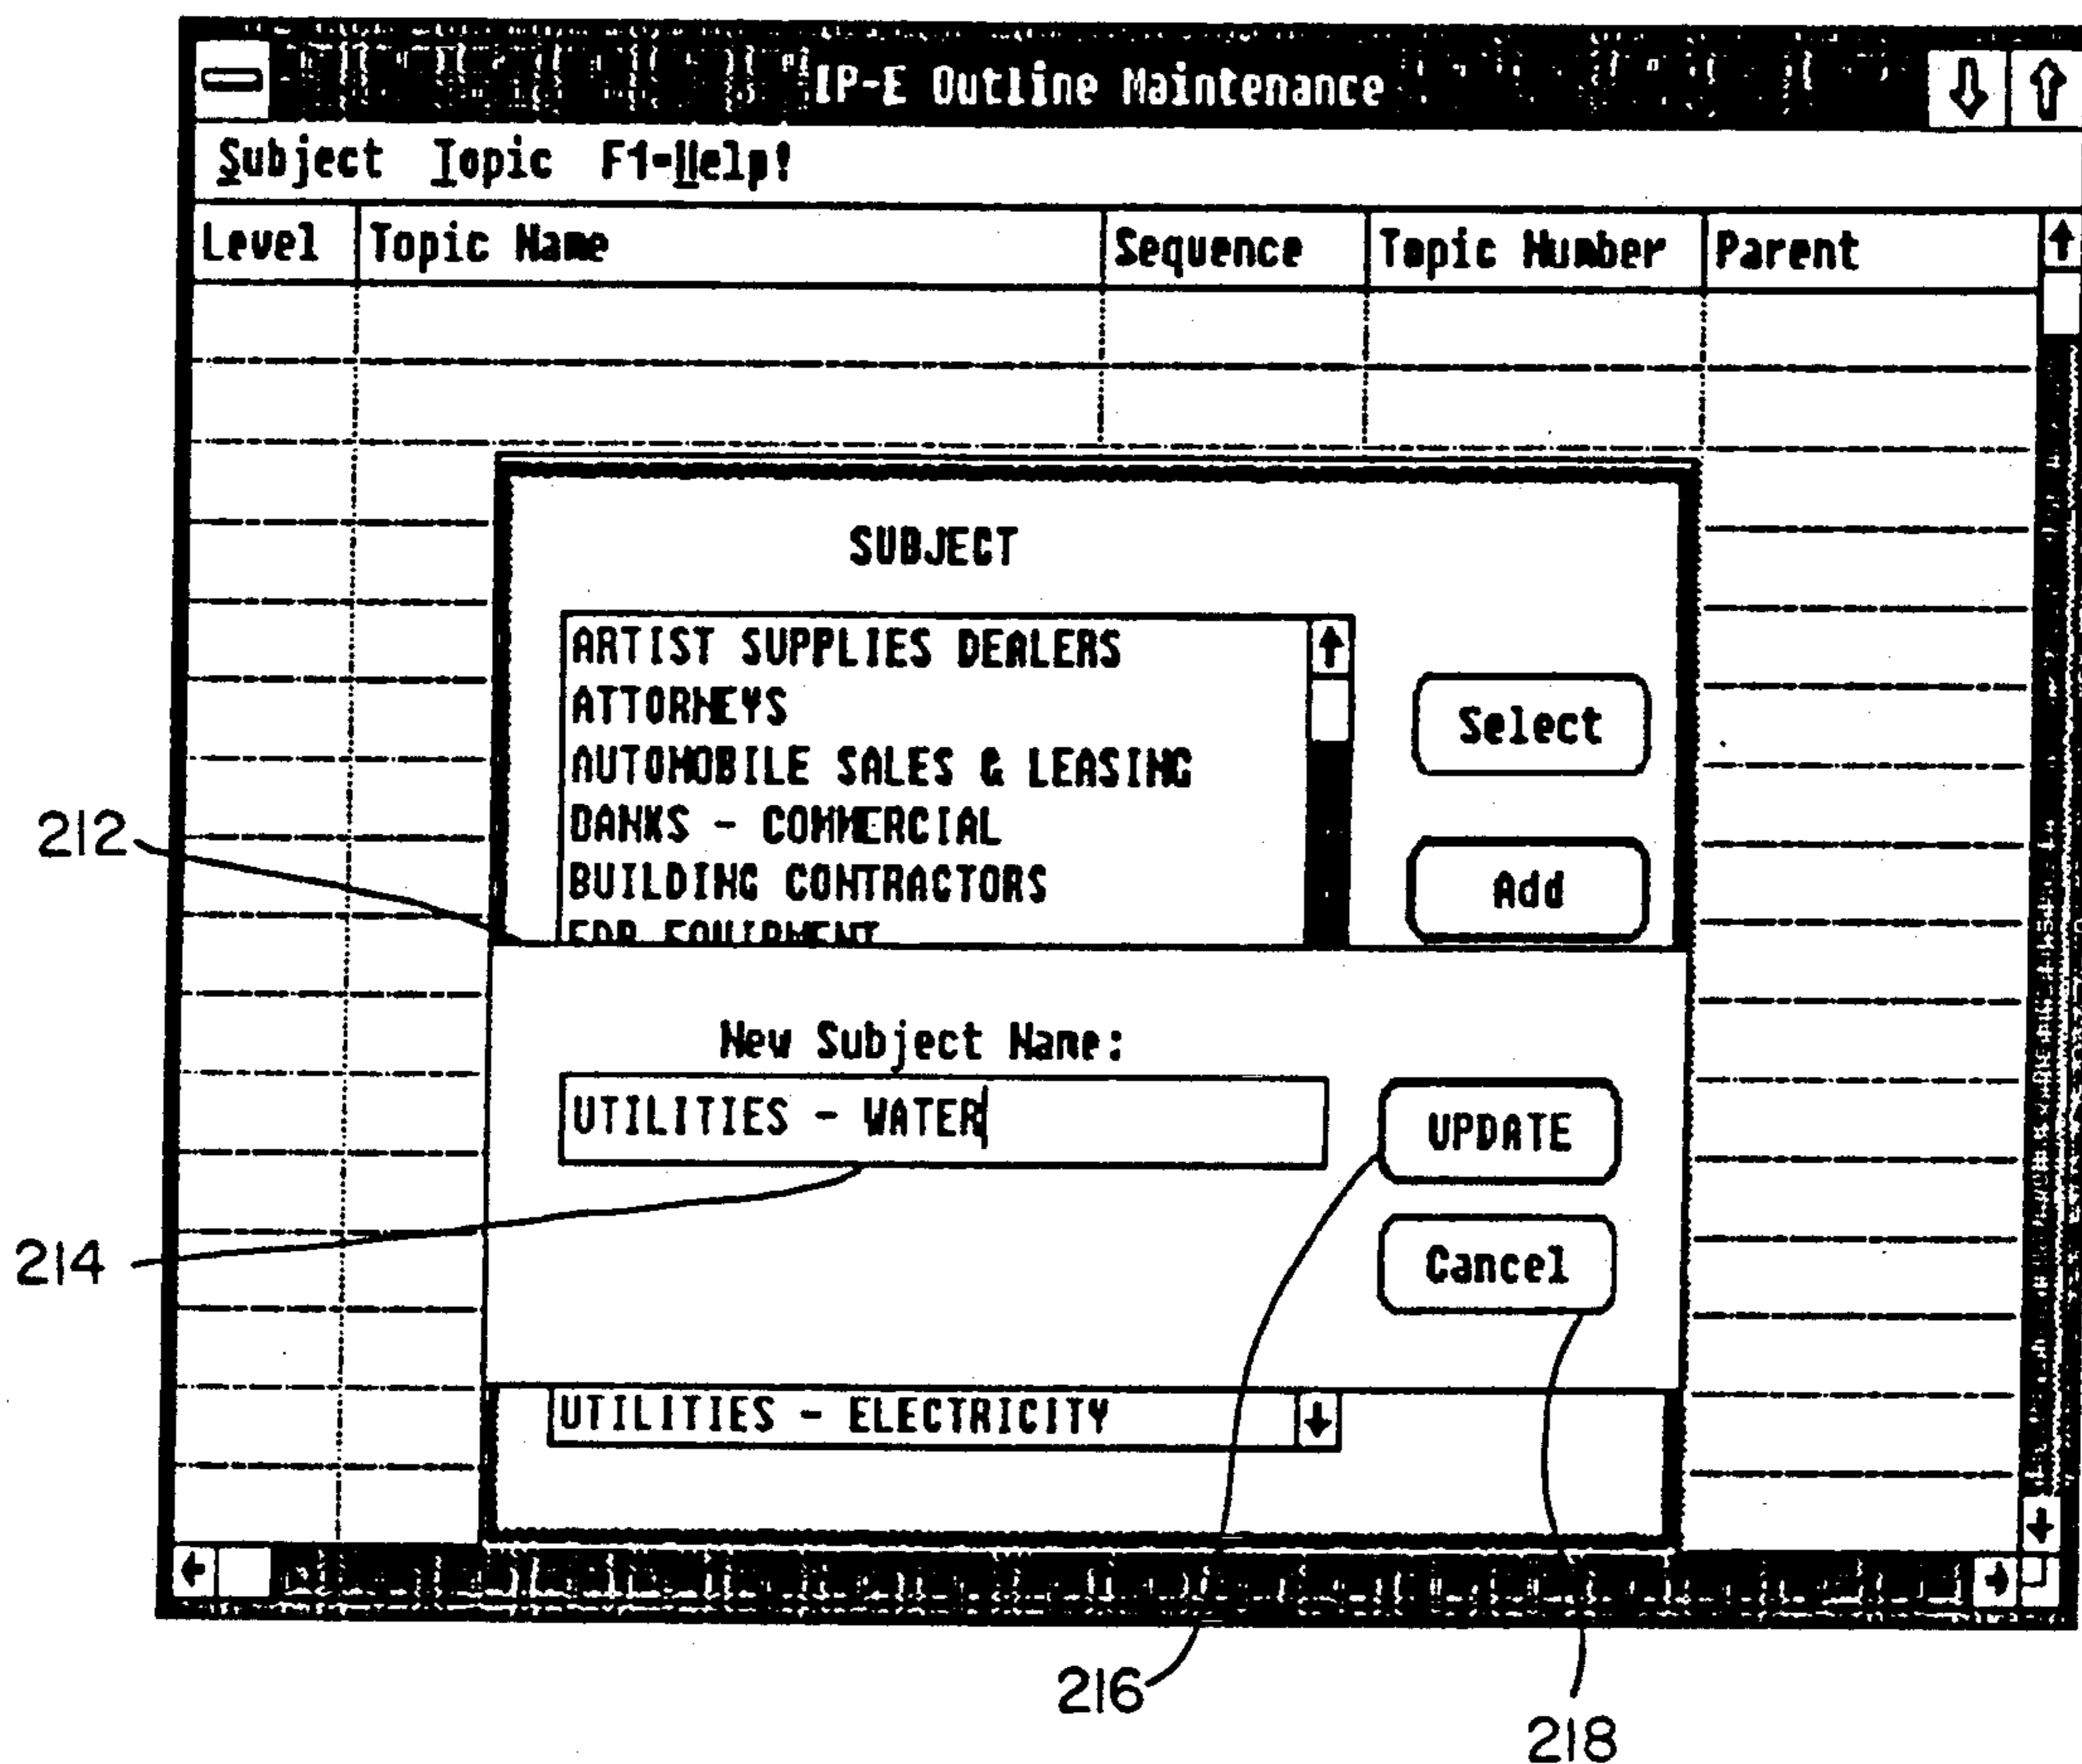 IP-E Outline Maintenance
Subject Topic F1-Help!
Level Topic Name Sequence Topic Number Parent
SUBJECT
ARTIST SUPPLIES DEALERS
ATTORNEYS
Select
AUTOMOBILE SALES & LEASING
212
BANKS - COMMERCIAL
BUILDING CONTRACTORS
Add
EDP EQUIPMENT
New Subject Name:
UTILITIES - WATER
UPDATE
214
Cancel
UTILITIES - ELECTRICITY
216
218